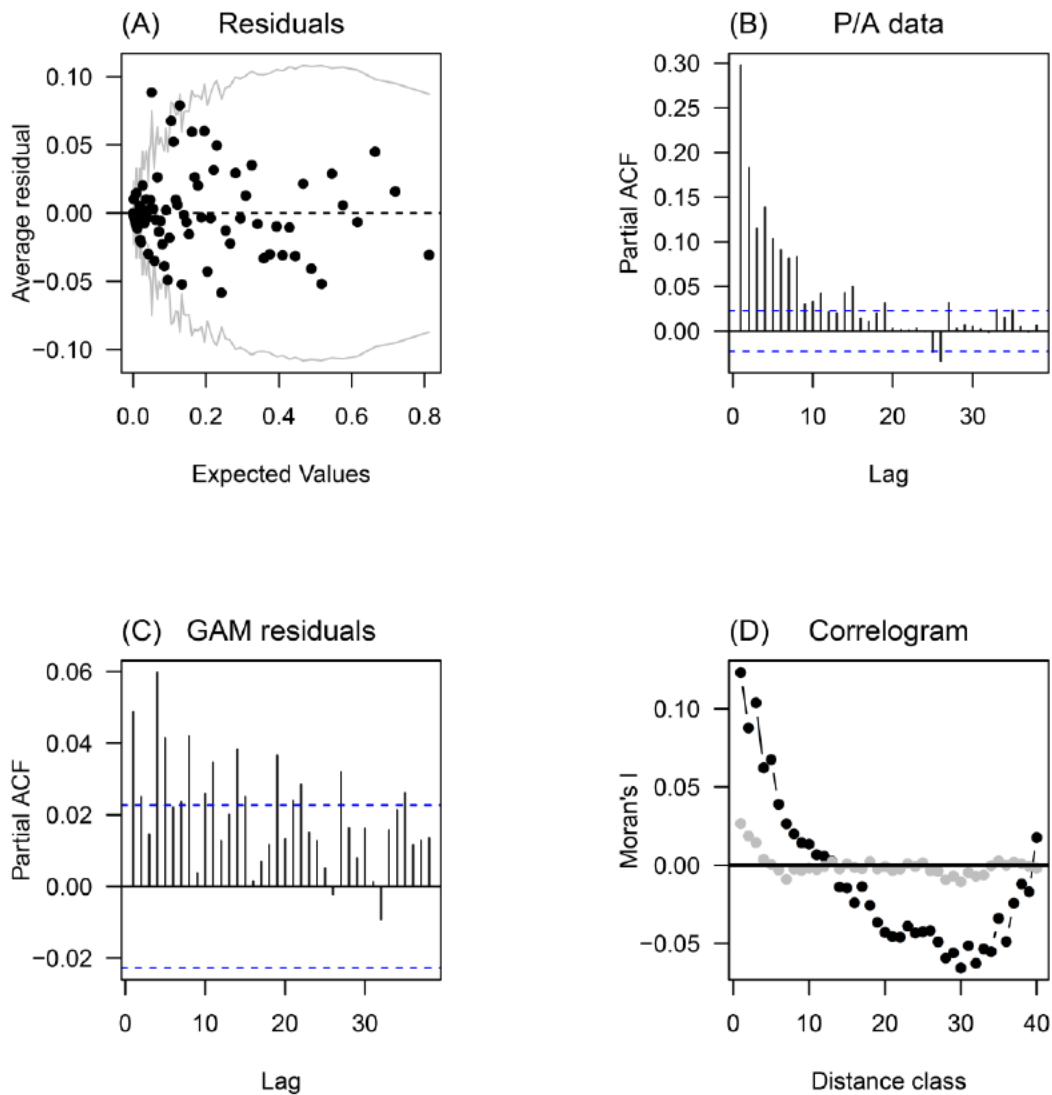 (A) Residuals
0.10
0.05
0.00
−0.05
−0.10
Average residual
0.0 0.2 0.4 0.6 0.8
Expected Values
(B) P/A data
0.30
0.25
0.20
0.15
0.10
0.05
0.00
Partial ACF
0 10 20 30
Lag
(C) GAM residuals
0.06
0.04
0.02
0.00
−0.02
Partial ACF
0 10 20 30
Lag
(D) Correlogram
0.10
0.05
0.00
−0.05
Moran's I
0 10 20 30 40
Distance class